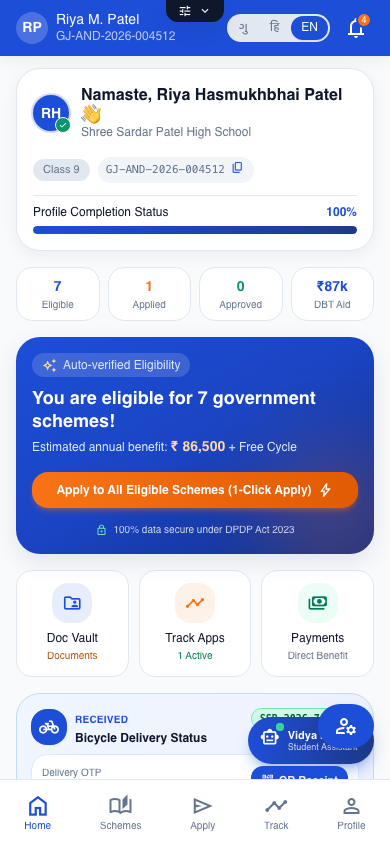 RP
Riya M. Patel
GJ-AND-2026-004512
ગુ
हि
EN
4
RH
Namaste, Riya Hasmukhbhai Patel
👋
Shree Sardar Patel High School
Class 9
GJ-AND-2026-004512
Profile Completion Status
100%
7
Eligible
1
Applied
0
Approved
₹87k
DBT Aid
Auto-verified Eligibility
You are eligible for 7 government
schemes!
Estimated annual benefit: ₹ 86,500 + Free Cycle
Apply to All Eligible Schemes (1-Click Apply)
100% data secure under DPDP Act 2023
Doc Vault
Documents
Track Apps
1 Active
Payments
Direct Benefit
RECEIVED
Bicycle Delivery Status
Vidya
Student Assistant
Delivery OTP
QR Receipt
Home
Schemes
Apply
Track
Profile